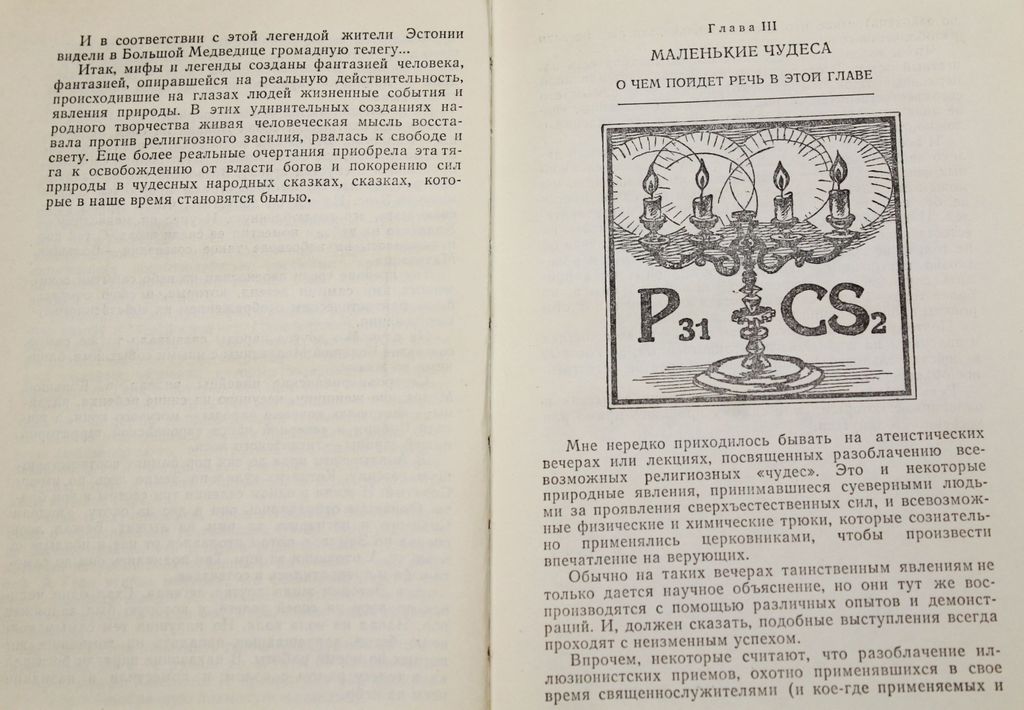 И в соответствии с этой легендой жители Эстонии
видели в Большой Медведице громадную телегу...
Итак, мифы и легенды созданы фантазией человека,
фантазией, опиравшейся на реальную действительность,
происходившие на глазах людей жизненные события и
явления природы. В этих удивительных созданиях на-
родного творчества живая человеческая мысль восста-
вала против религиозного засилия, рвалась к свободе и
свету. Еще более реальные очертания приобрела эта тя-
га к освобождению от власти богов и покорению сил
природы в чудесных народных сказках, сказках, кото-
рые в наше время становятся былью.
Глава III
МАЛЕНЬКИЕ ЧУДЕСА
О ЧЕМ ПОЙДЕТ РЕЧЬ В ЭТОЙ ГЛАВЕ
P31 CS2
Мне нередко приходилось бывать на атеистических
вечерах или лекциях, посвященных разоблачению все-
возможных религиозных «чудес». Это и некоторые
природные явления, принимавшиеся суеверными людь-
ми за проявления сверхъестественных сил, и всевозмож-
ные физические и химические трюки, которые сознатель-
но применялись церковниками, чтобы произвести
впечатление на верующих.
Обычно на таких вечерах таинственным явлениям не
только дается научное объяснение, но они тут же вос-
производятся с помощью различных опытов и демонст-
раций. И, должен сказать, подобные выступления всегда
проходят с неизменным успехом.
Впрочем, некоторые считают, что разоблачение ил-
люзионистских приемов, охотно применявшихся в свое
время священнослужителями (и кое-где применяемых и